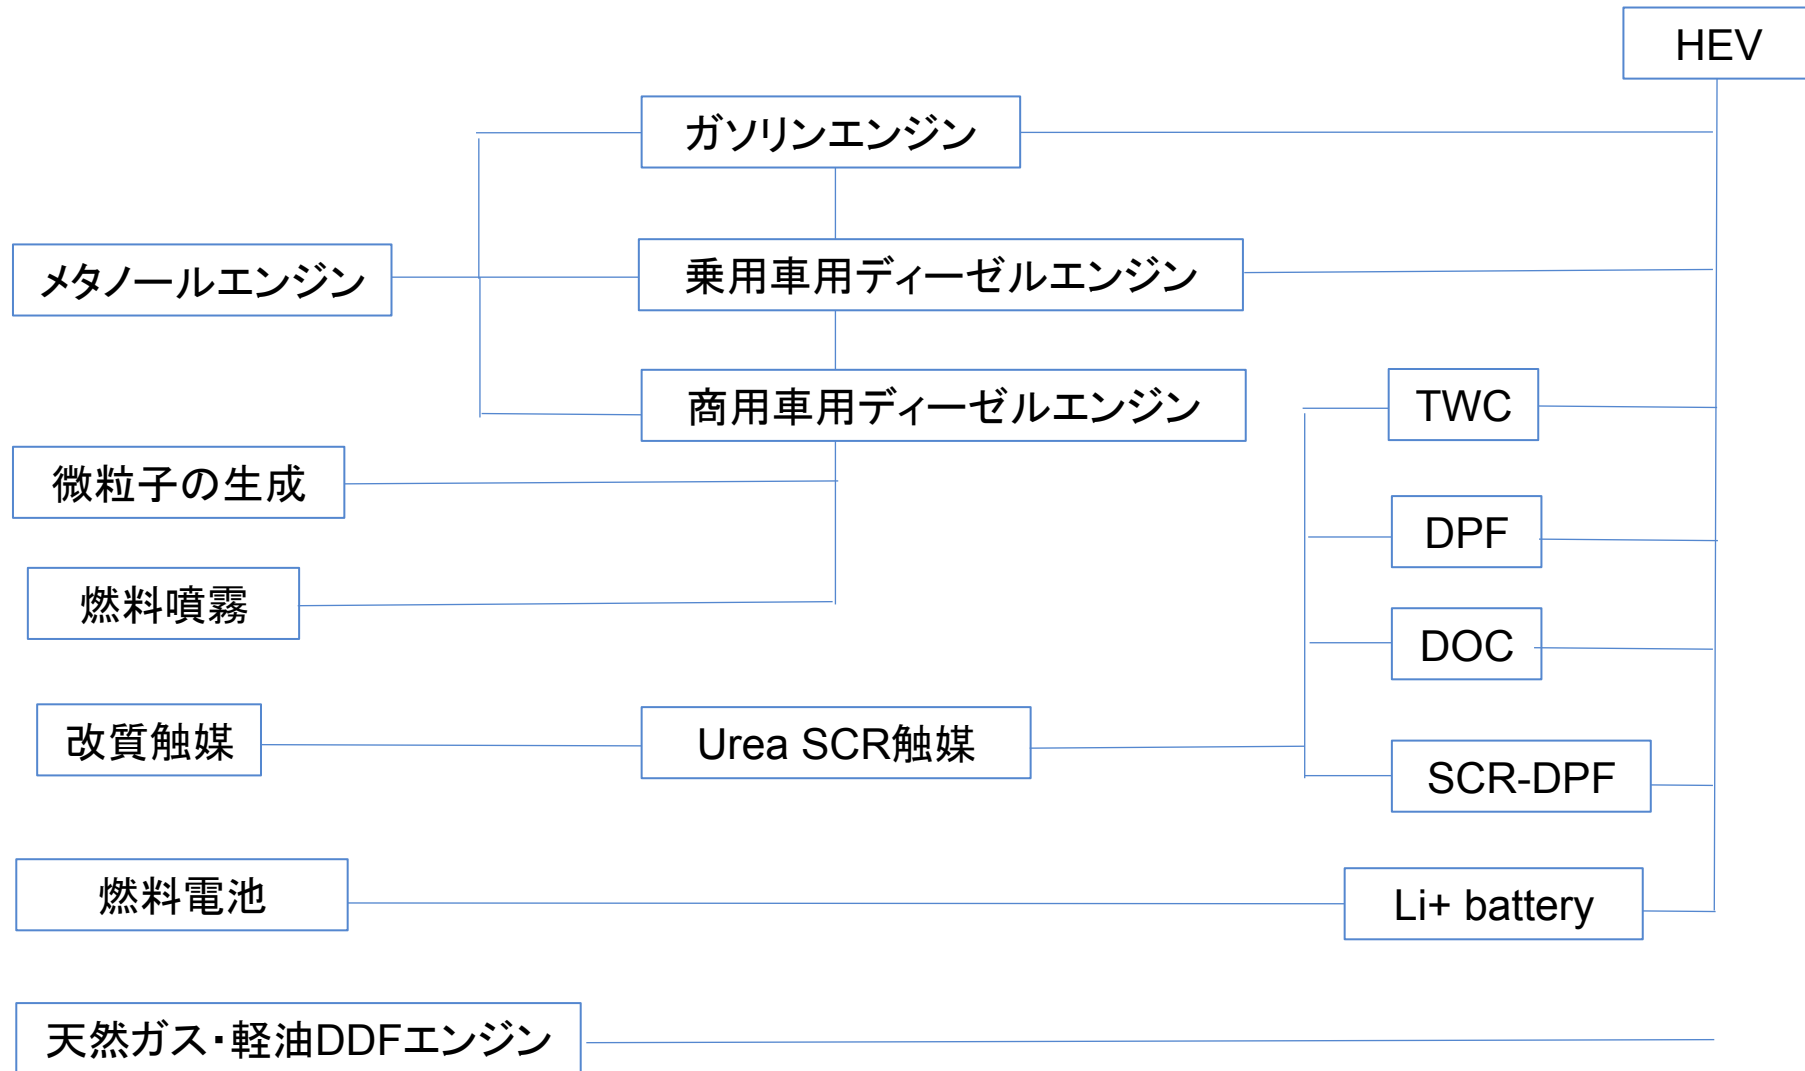 HEV
ガソリンエンジン
メタノールエンジン
乗用車用ディーゼルエンジン
商用車用ディーゼルエンジン
TWC
微粒子の生成
DPF
燃料噴霧
DOC
改質触媒
Urea SCR触媒
SCR-DPF
燃料電池
Li+ battery
天然ガス・軽油DDFエンジン